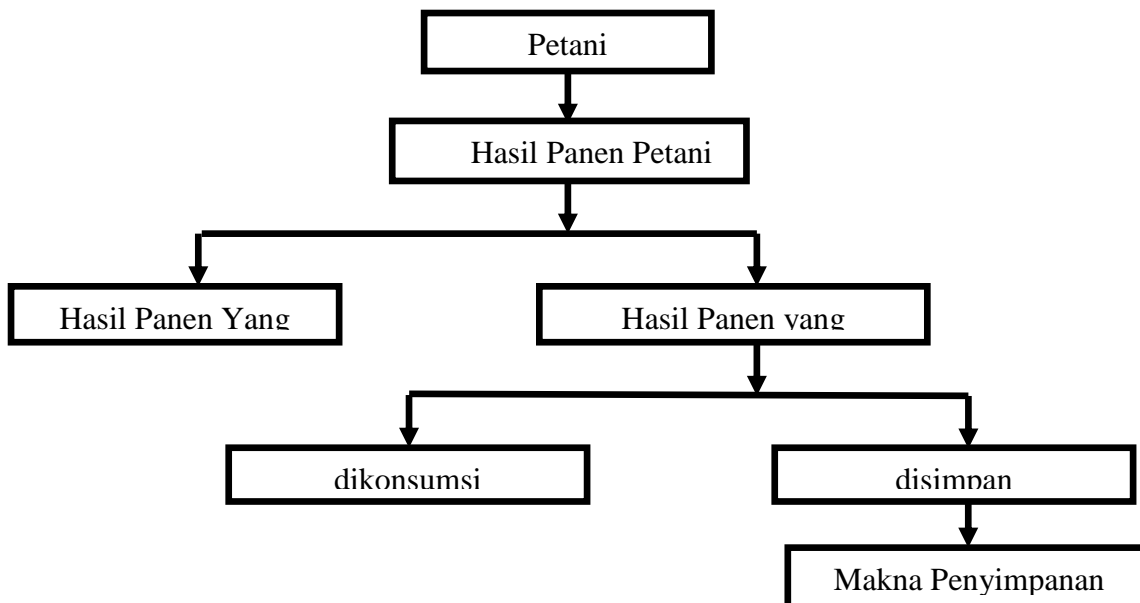 Petani
Hasil Panen Petani
Hasil Panen Yang
Hasil Panen yang
dikonsumsi
disimpan
Makna Penyimpanan